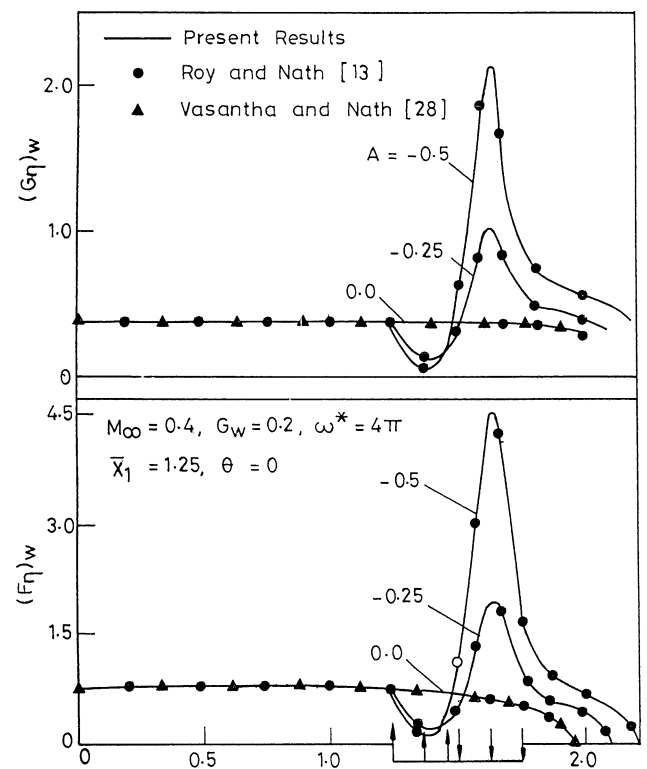 Present Results
Roy and Nath [13]
Vasantha and Nath [28]
2.0
A = -0.5
(Gη)w
1.0
-0.25
0.0
0
4.5
M∞ = 0.4, Gw = 0.2, ω* = 4π
x̄1 = 1.25, θ = 0
-0.5
3.0
(Fη)w
-0.25
1.5
0.0
0
0 0.5 1.0 2.0